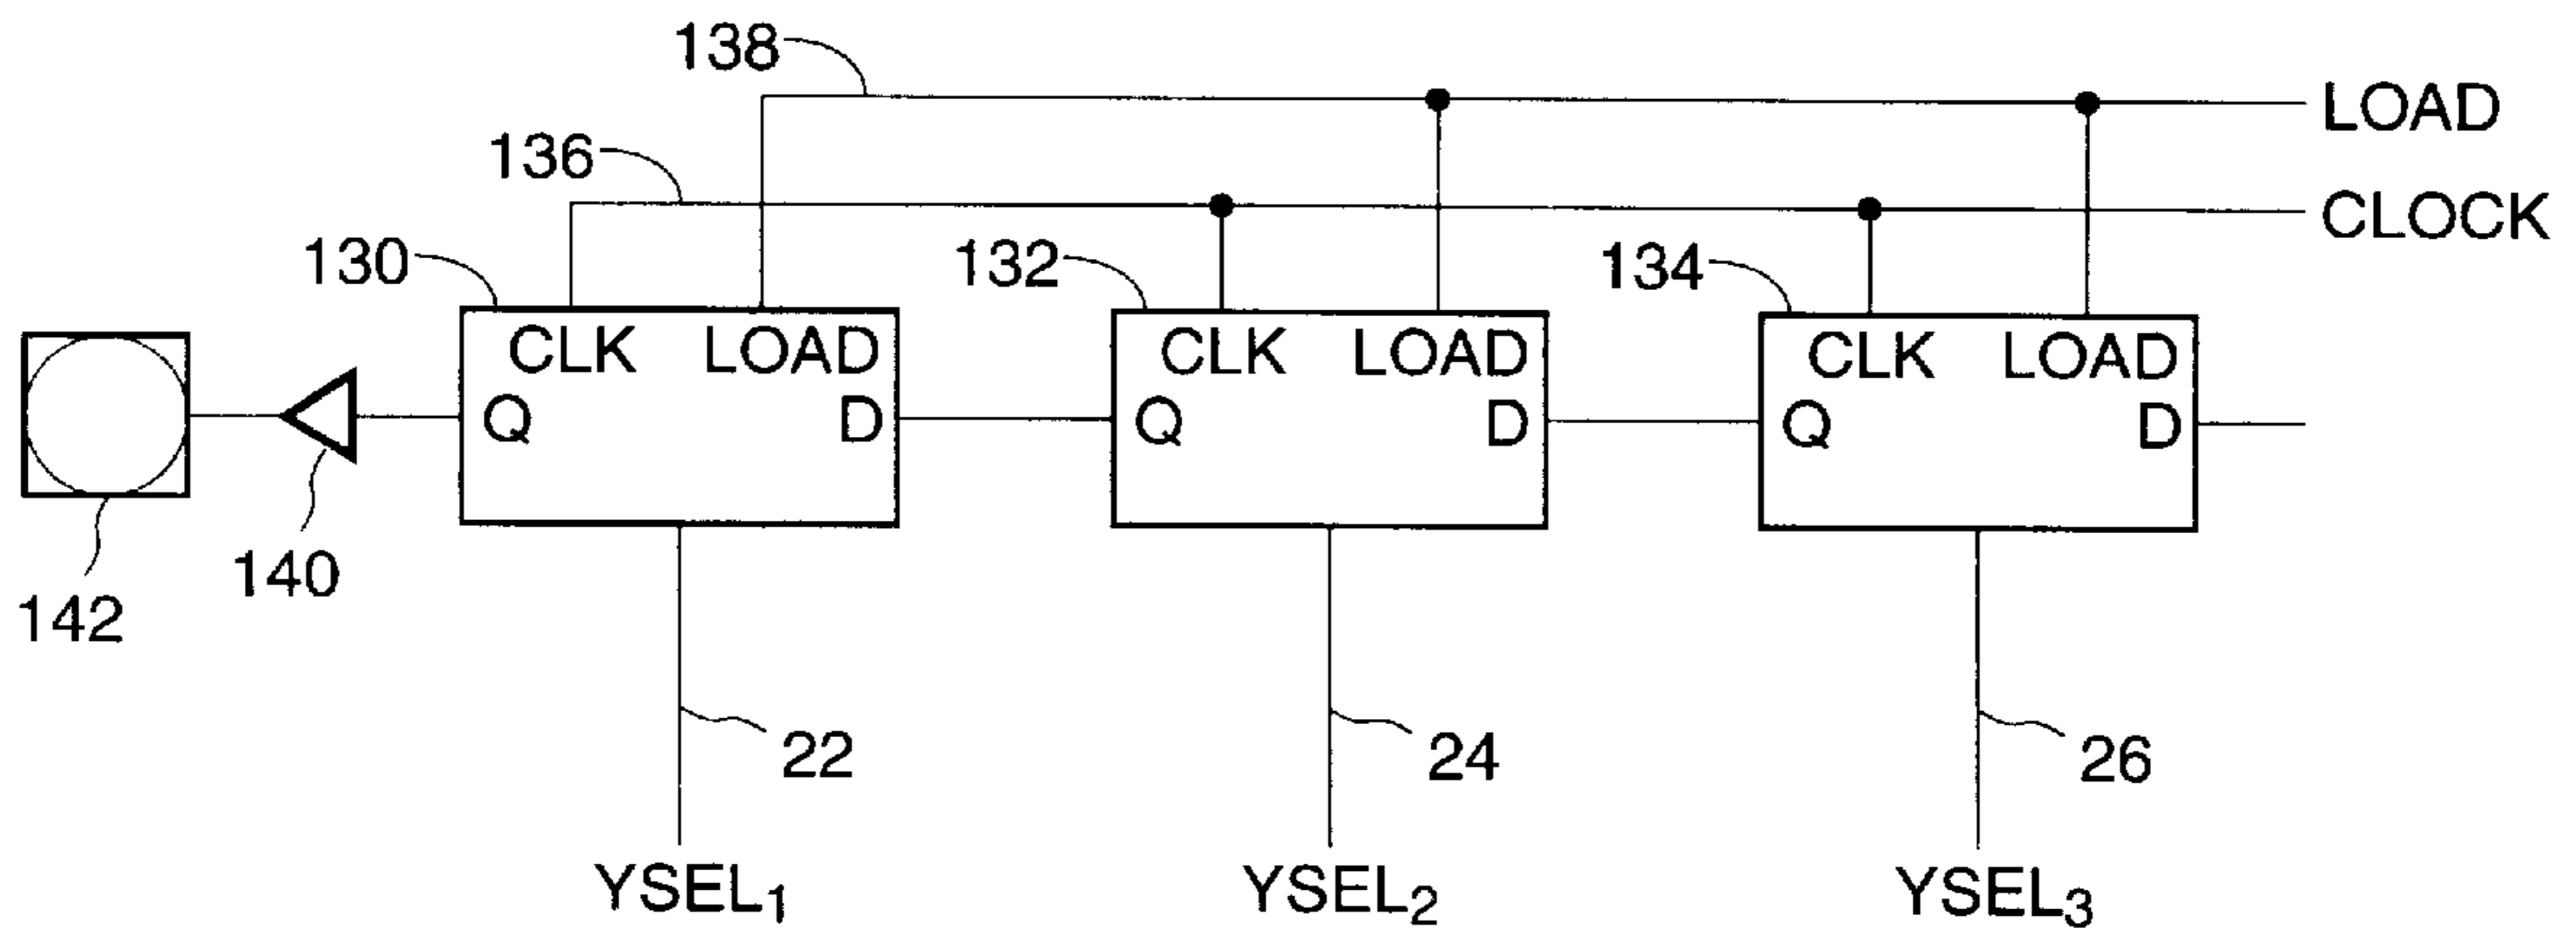 138
LOAD
136
CLOCK
130
132
134
CLK LOAD
Q D
CLK LOAD
Q D
CLK LOAD
Q D
140
142
22
24
26
YSEL1
YSEL2
YSEL3